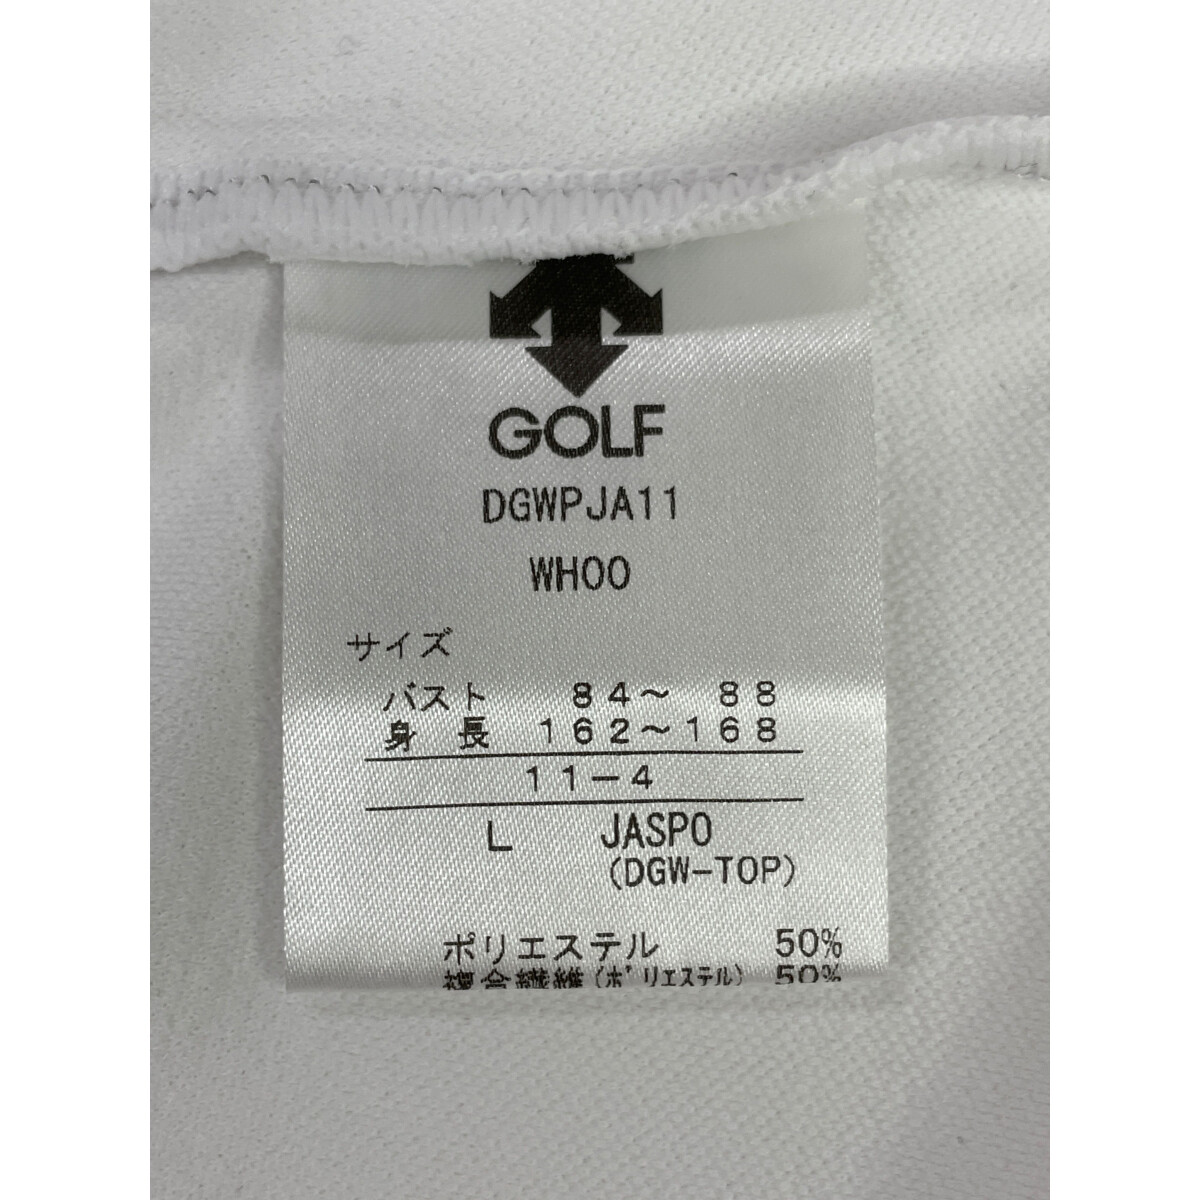 GOLF
DGWPJA11
WH00
サイズ
バスト 84〜 88
身 長 162〜168
11-4
L JASPO
(DGW-TOP)
ポリエステル 50%
複合繊維(ポリエステル) 50%